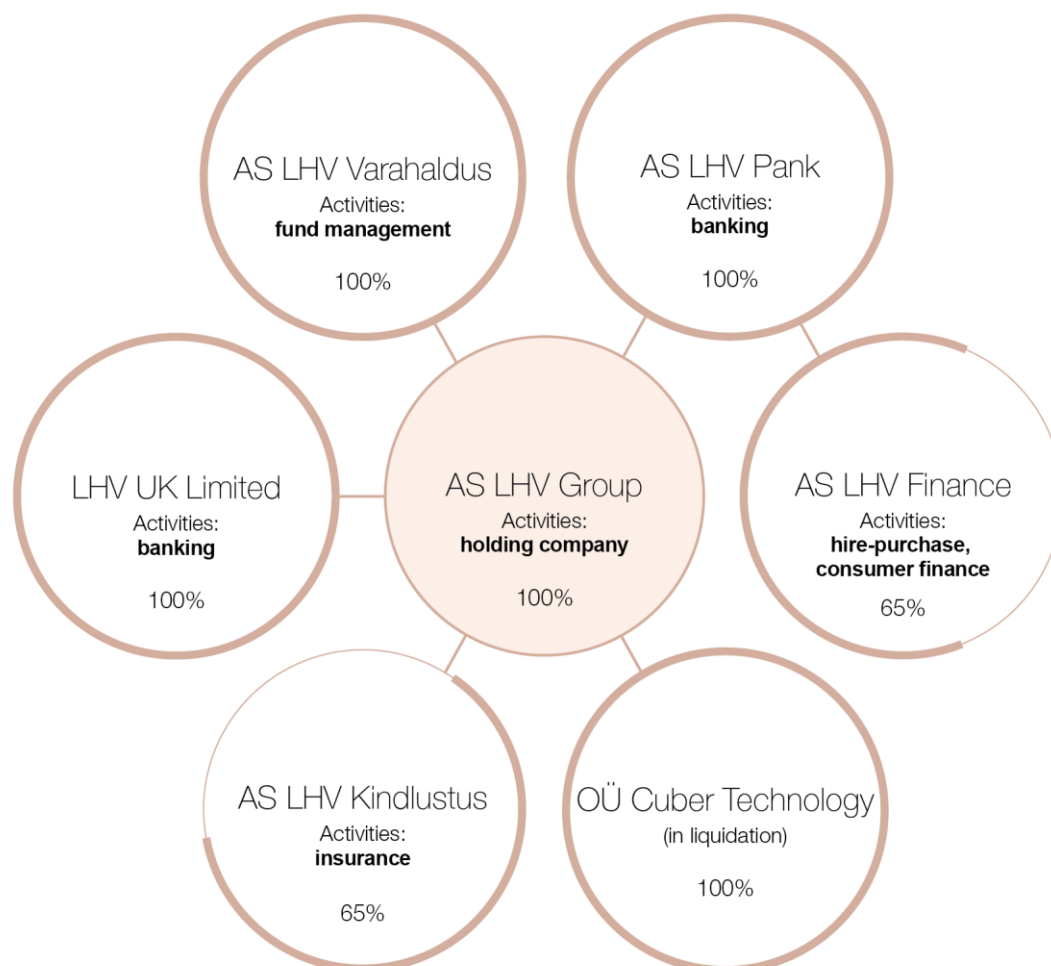 AS LHV Varahaldus
Activities:
fund management
100%
AS LHV Pank
Activities:
banking
100%
LHV UK Limited
Activities:
banking
100%
AS LHV Group
Activities:
holding company
100%
AS LHV Finance
Activities:
hire-purchase,
consumer finance
65%
AS LHV Kindlustus
Activities:
insurance
65%
OÜ Cuber Technology
(in liquidation)
100%